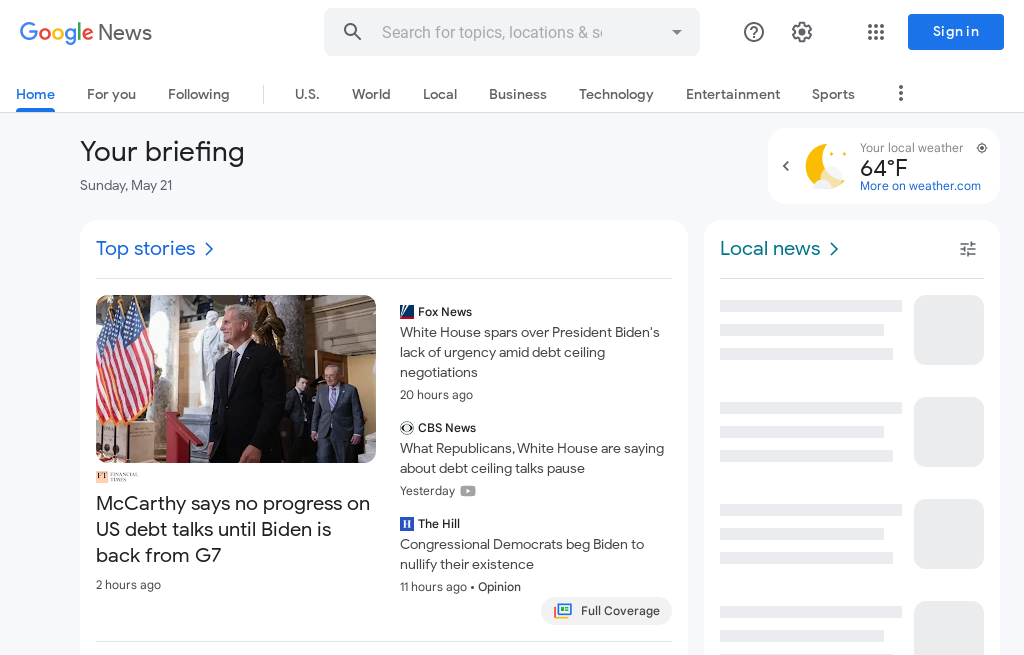 Google News
Search for topics, locations & so
Sign in
Home
For you
Following
U.S.
World
Local
Business
Technology
Entertainment
Sports
Your briefing
Sunday, May 21
Your local weather
64°F
More on weather.com
Top stories
FT FINANCIAL
TIMES
McCarthy says no progress on
US debt talks until Biden is
back from G7
2 hours ago
Fox News
White House spars over President Biden's
lack of urgency amid debt ceiling
negotiations
20 hours ago
CBS News
What Republicans, White House are saying
about debt ceiling talks pause
Yesterday
H The Hill
Congressional Democrats beg Biden to
nullify their existence
11 hours ago • Opinion
Full Coverage
Local news